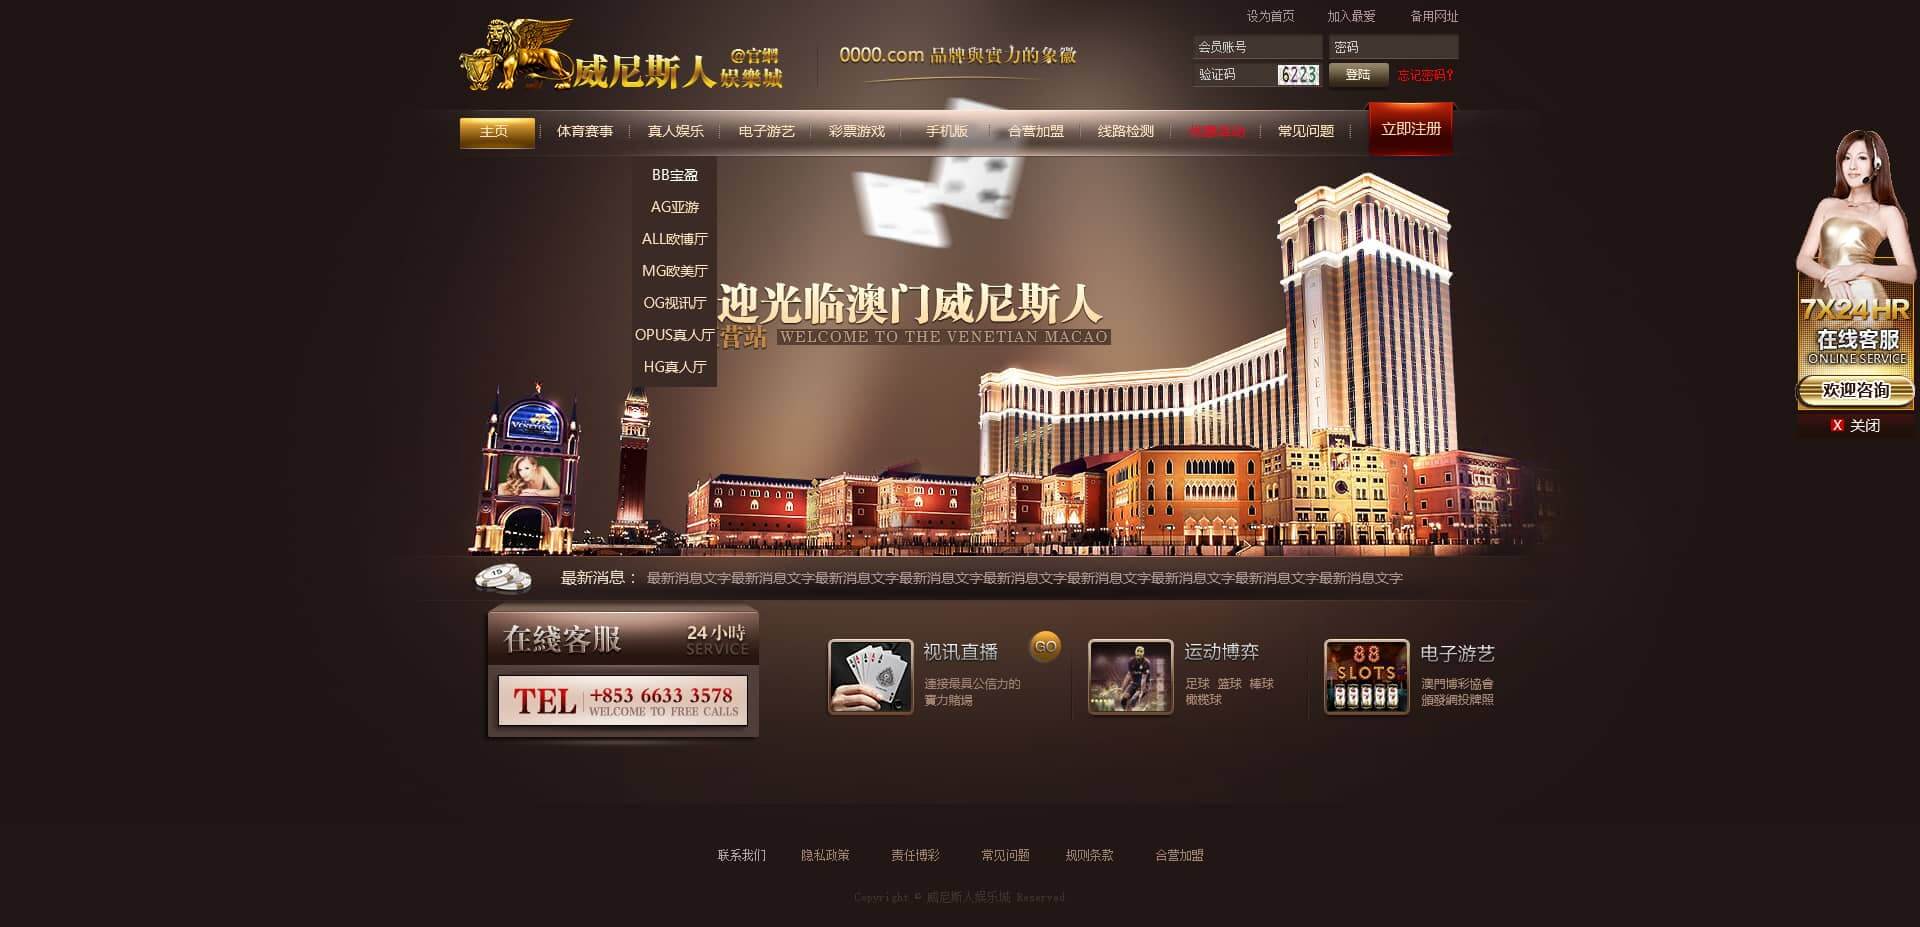 设为首页 加入最爱 备用网址
威尼斯人 @官網 娱樂城
0000.com 品牌與實力的象徽
会员账号 密码
验证码 6223 登陆 忘记密码?
主页 体育赛事 真人娱乐 电子游艺 彩票游戏 手机版 合营加盟 线路检测 常见问题 立即注册
BB宝盈
AG亚游
ALL欧博厅
MG欧美厅
OG视讯厅
OPUS真人厅
HG真人厅
迎光临澳门威尼斯人
营站 WELCOME TO THE VENETIAN MACAO
VENETI
VENETIAN
7X24HR
在线客服
ONLINE SERVICE
欢迎咨询
X 关闭
最新消息： 最新消息文字最新消息文字最新消息文字最新消息文字最新消息文字最新消息文字最新消息文字最新消息文字最新消息文字
在綫客服 24小時
SERVICE
TEL +853 6633 3578
WELCOME TO FREE CALLS
视讯直播 GO
連接最具公信力的
實力賭場
运动博弈
足球 篮球 棒球
橄榄球
88
SLOTS
电子游艺
澳門博彩協會
頒發網投牌照
联系我们 隐私政策 责任博彩 常见问题 规则条款 合营加盟
Copyright © 威尼斯人娱乐城 Reserved